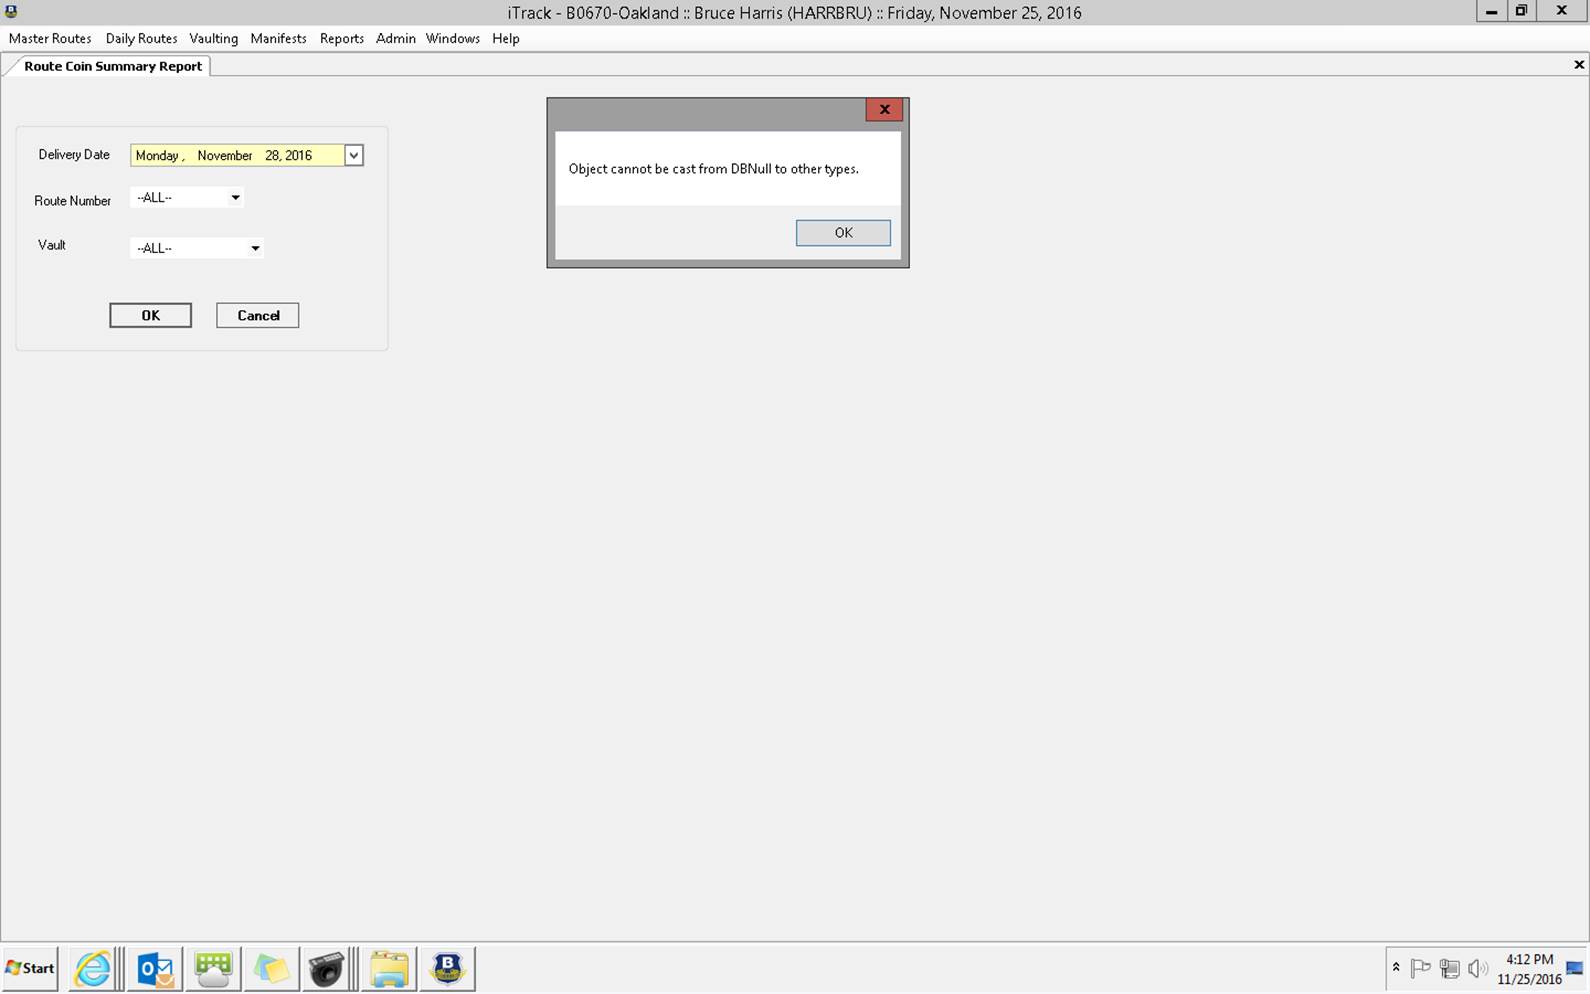 iTrack - B0670-Oakland :: Bruce Harris (HARRBRU) :: Friday, November 25, 2016
Master Routes Daily Routes Vaulting Manifests Reports Admin Windows Help
Route Coin Summary Report
Delivery Date Monday , November 28, 2016
Route Number --ALL--
Vault --ALL--
OK Cancel
Object cannot be cast from DBNull to other types.
OK
Start
B
4:12 PM
11/25/2016